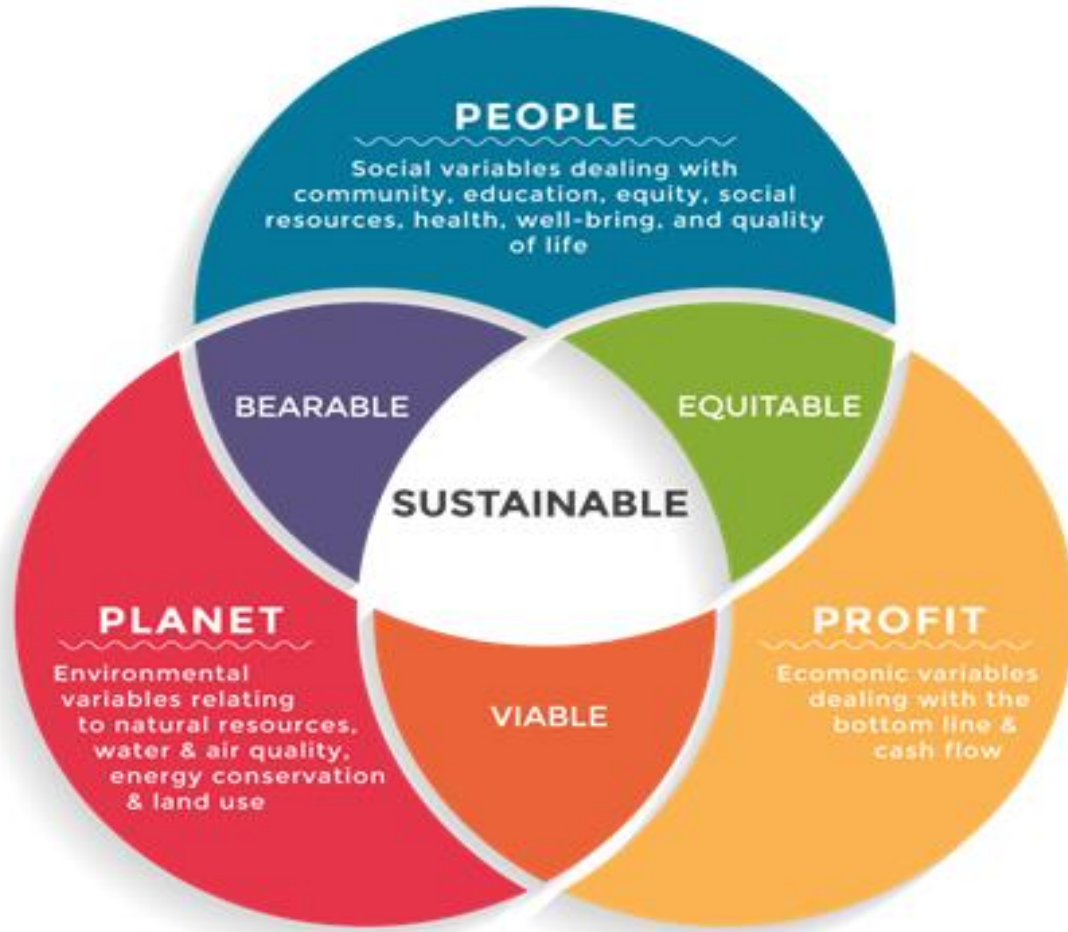 PEOPLE
Social variables dealing with
community, education, equity, social
resources, health, well-bring, and quality
of life
BEARABLE
EQUITABLE
SUSTAINABLE
PLANET
Environmental
variables relating
to natural resources,
water & air quality,
energy conservation
& land use
PROFIT
Ecomonic variables
dealing with the
bottom line &
cash flow
VIABLE